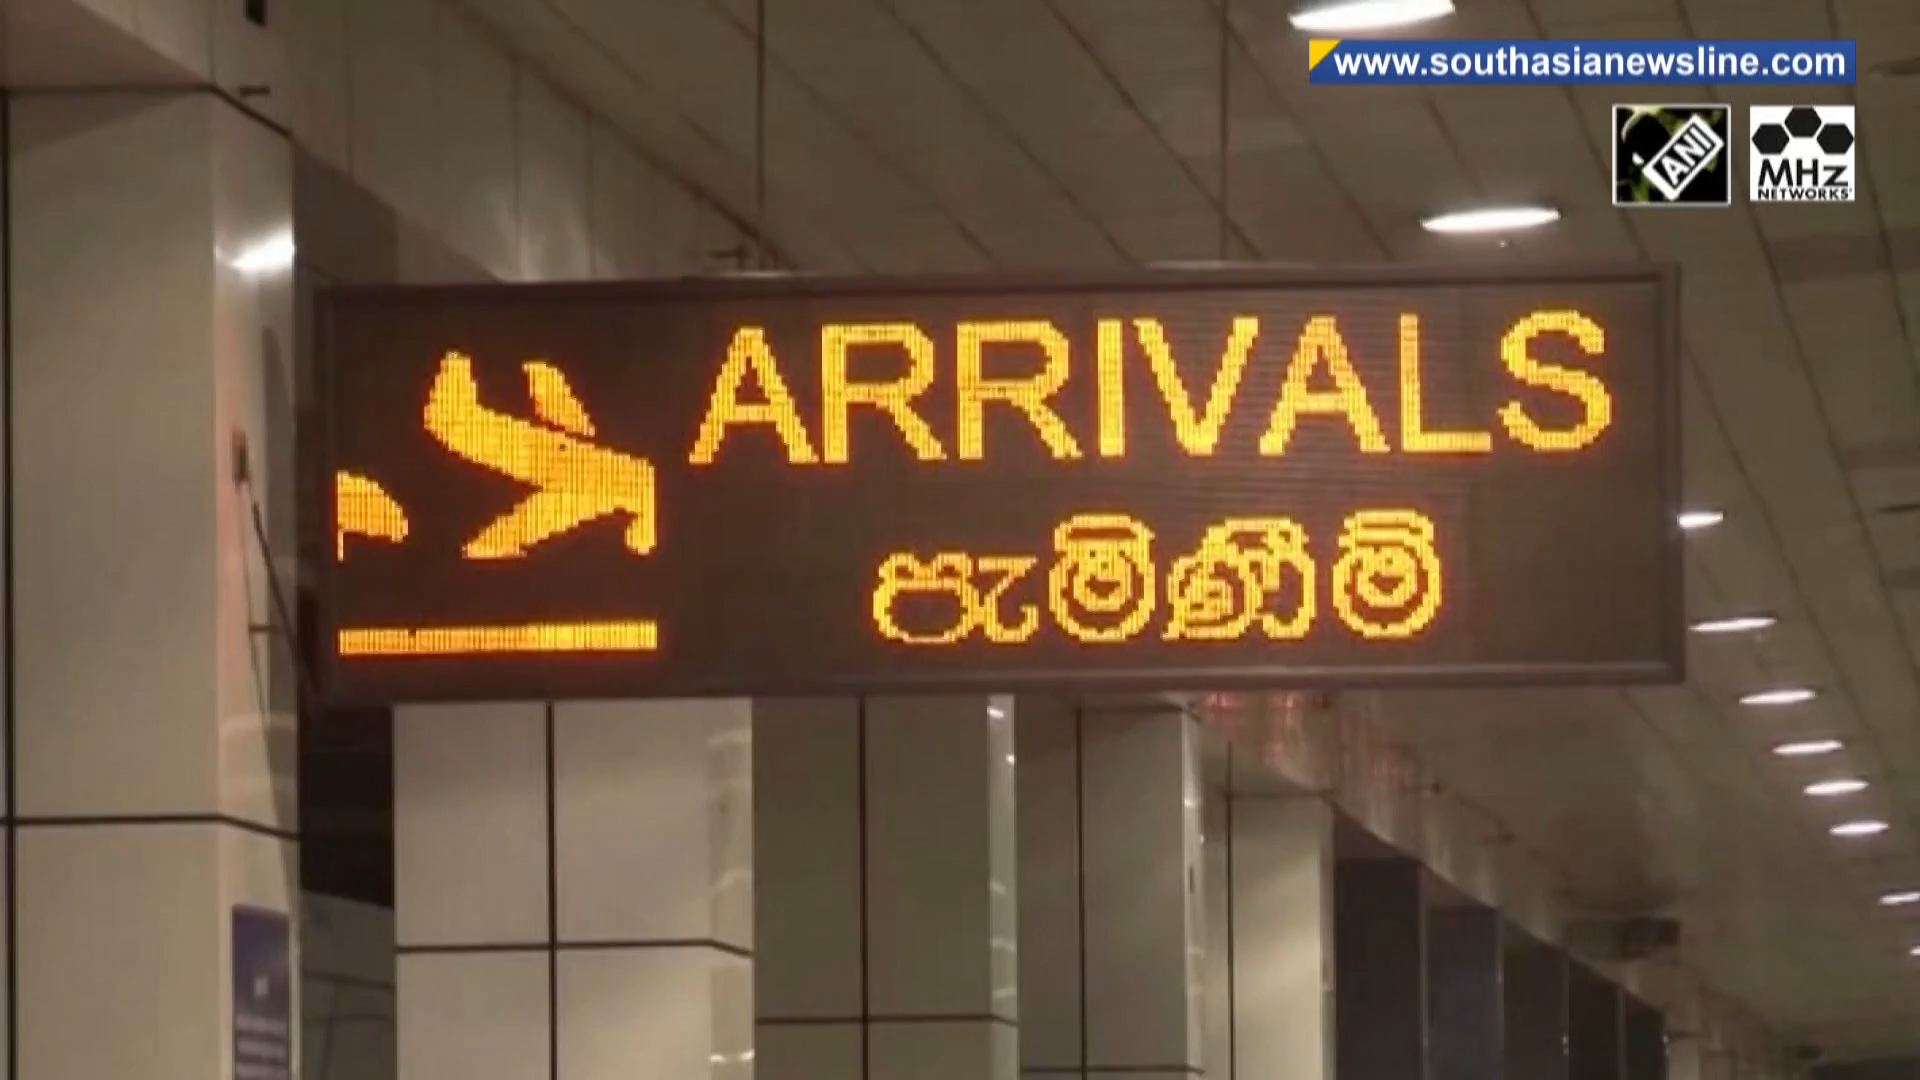 www.southasianewsline.com
ANI
MHz
NETWORKS
ARRIVALS
පැමිණීම්